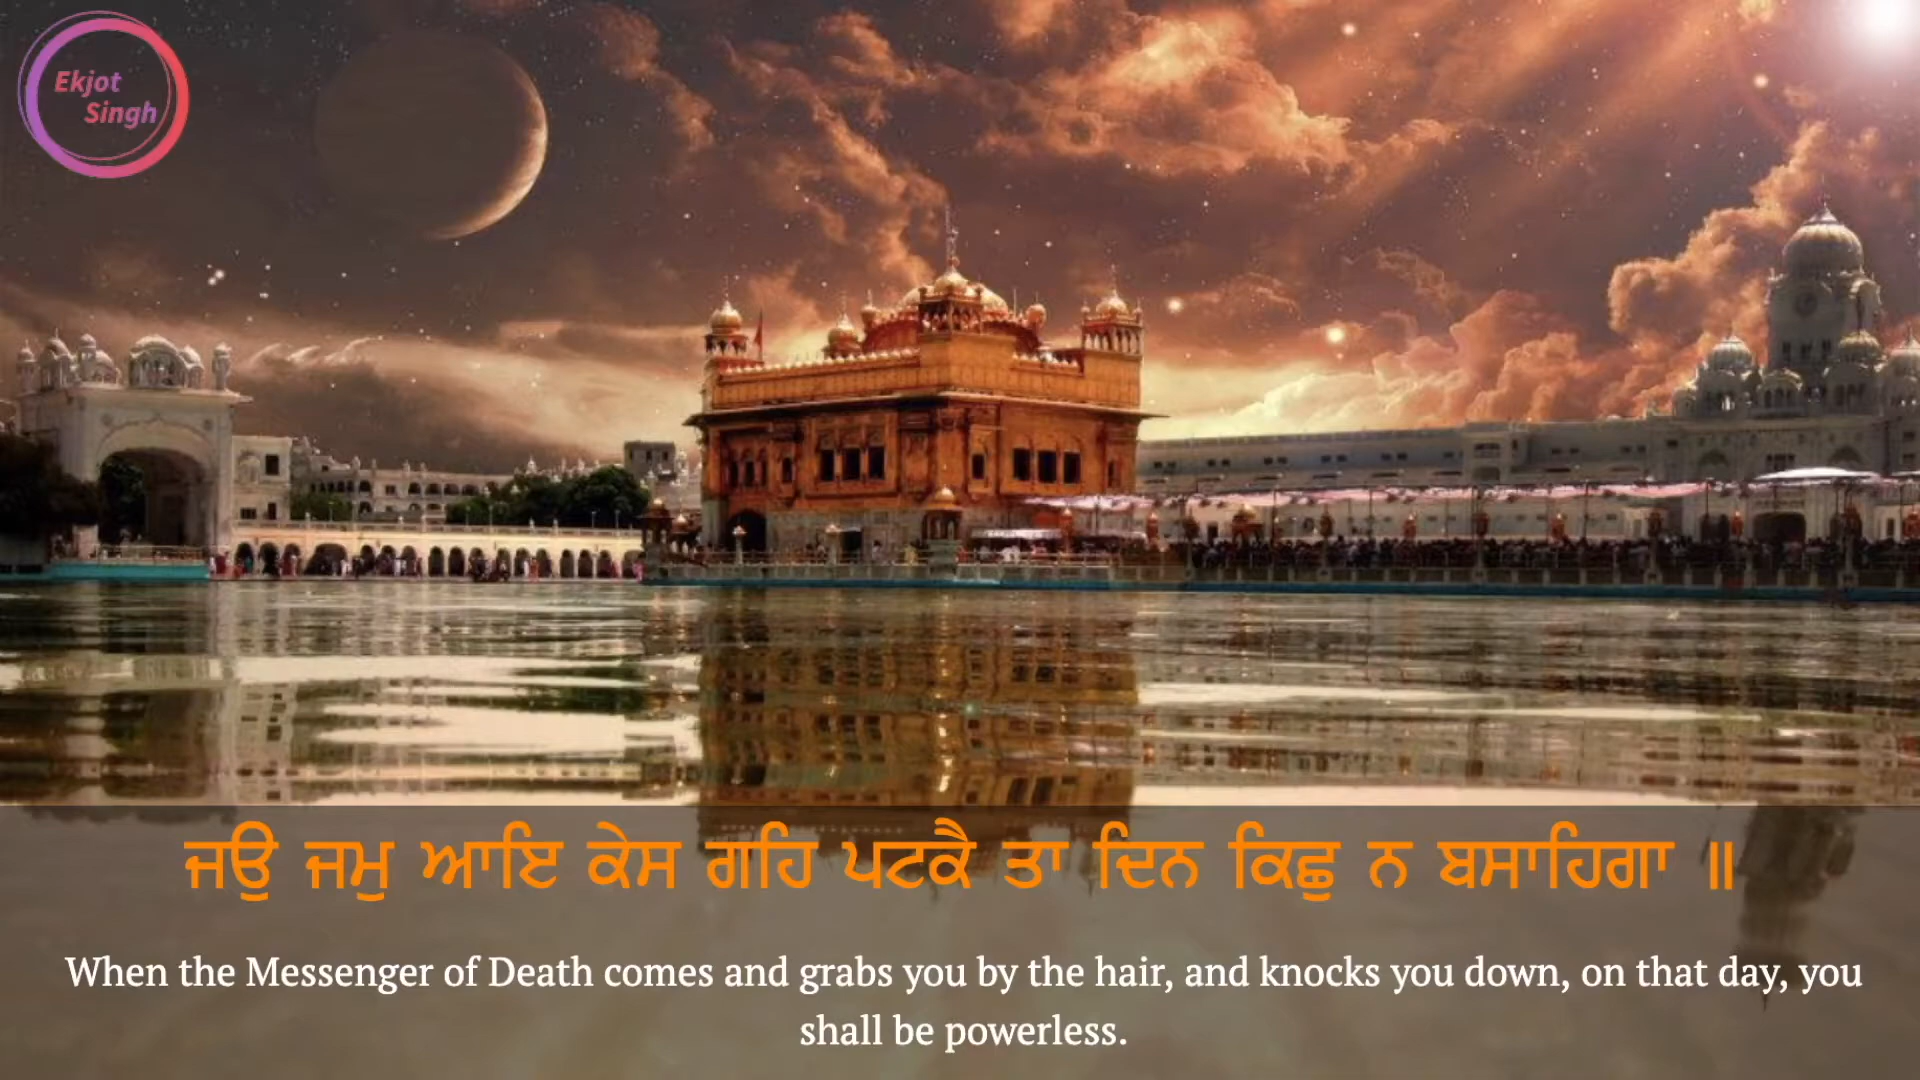 Ekjot
Singh
ਜਉ ਜਮੁ ਆਇ ਕੇਸ ਗਹਿ ਪਟਕੈ ਤਾ ਦਿਨ ਕਿਛੁ ਨ ਬਸਾਹਿਗਾ ॥
When the Messenger of Death comes and grabs you by the hair, and knocks you down, on that day, you
shall be powerless.